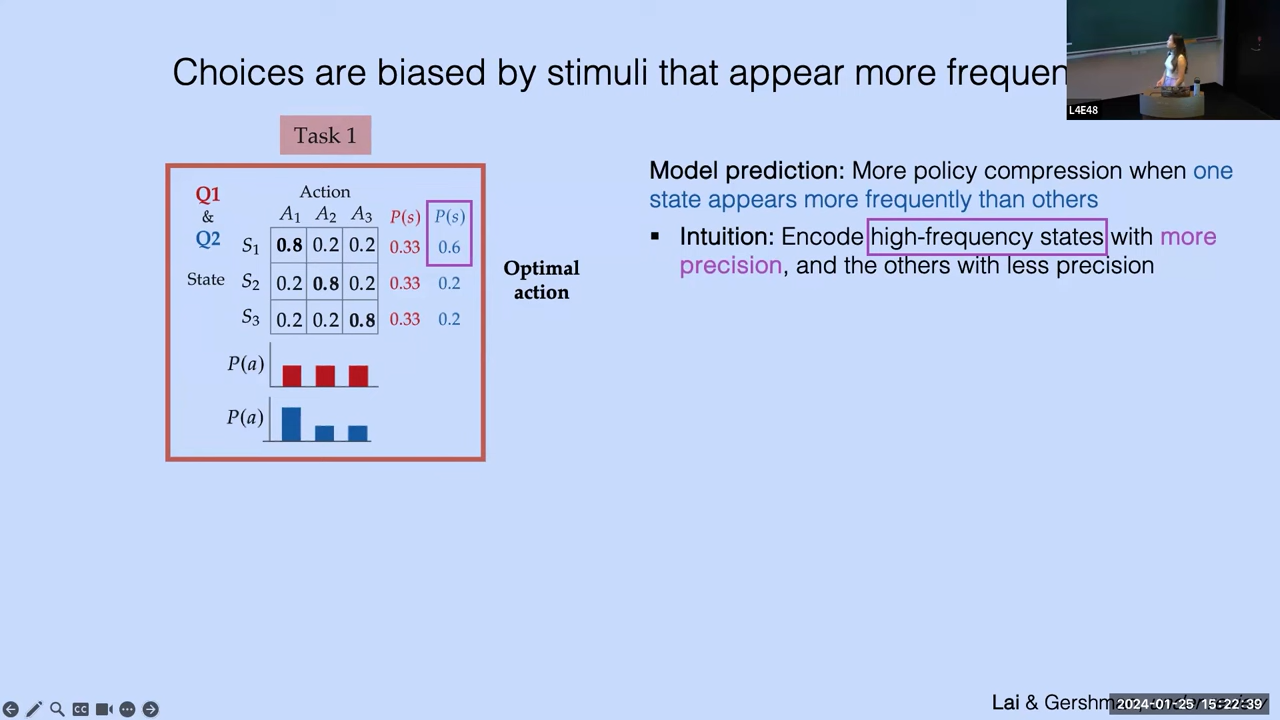 Choices are biased by stimuli that appear more frequen
L4E48
Task 1
Q1
&
Q2
Action
A1 A2 A3 P(s) P(s)
S1 0.8 0.2 0.2 0.33 0.6
State S2 0.2 0.8 0.2 0.33 0.2
S3 0.2 0.2 0.8 0.33 0.2
P(a)
P(a)
Optimal
action
Model prediction: More policy compression when one
state appears more frequently than others
▪ Intuition: Encode high-frequency states with more
precision, and the others with less precision
CC
Lai & Gershm
2024-01-25 15:22:39